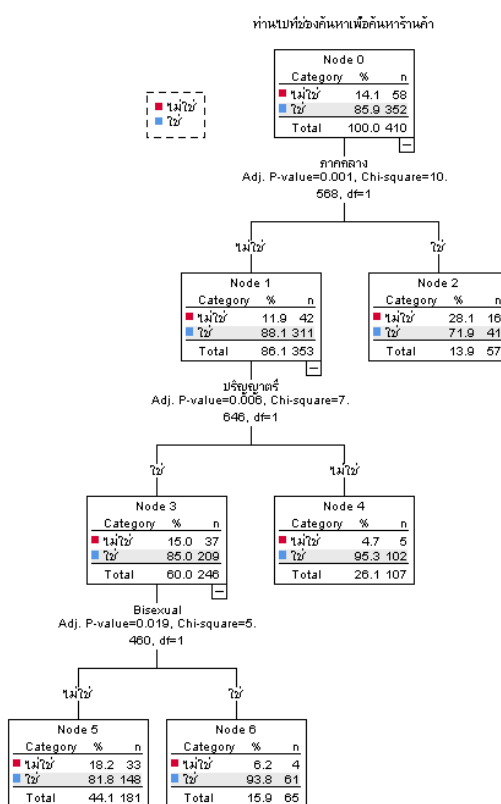 ท่านไปที่ช่องค้นหาเพื่อค้นหาร้านค้า
ไม่ใช่
ใช่
Node 0
Category % n
ไม่ใช่ 14.1 58
ใช่ 85.9 352
Total 100.0 410
ภาคกลาง
Adj. P-value=0.001, Chi-square=10.
568, df=1
ไม่ใช่ ใช่
Node 1
Category % n
ไม่ใช่ 11.9 42
ใช่ 88.1 311
Total 86.1 353
Node 2
Category % n
ไม่ใช่ 28.1 16
ใช่ 71.9 41
Total 13.9 57
ปริญญาตรี
Adj. P-value=0.006, Chi-square=7.
646, df=1
ใช่ ไม่ใช่
Node 3
Category % n
ไม่ใช่ 15.0 37
ใช่ 85.0 209
Total 60.0 246
Node 4
Category % n
ไม่ใช่ 4.7 5
ใช่ 95.3 102
Total 26.1 107
Bisexual
Adj. P-value=0.019, Chi-square=5.
460, df=1
ไม่ใช่ ใช่
Node 5
Category % n
ไม่ใช่ 18.2 33
ใช่ 81.8 148
Total 44.1 181
Node 6
Category % n
ไม่ใช่ 6.2 4
ใช่ 93.8 61
Total 15.9 65